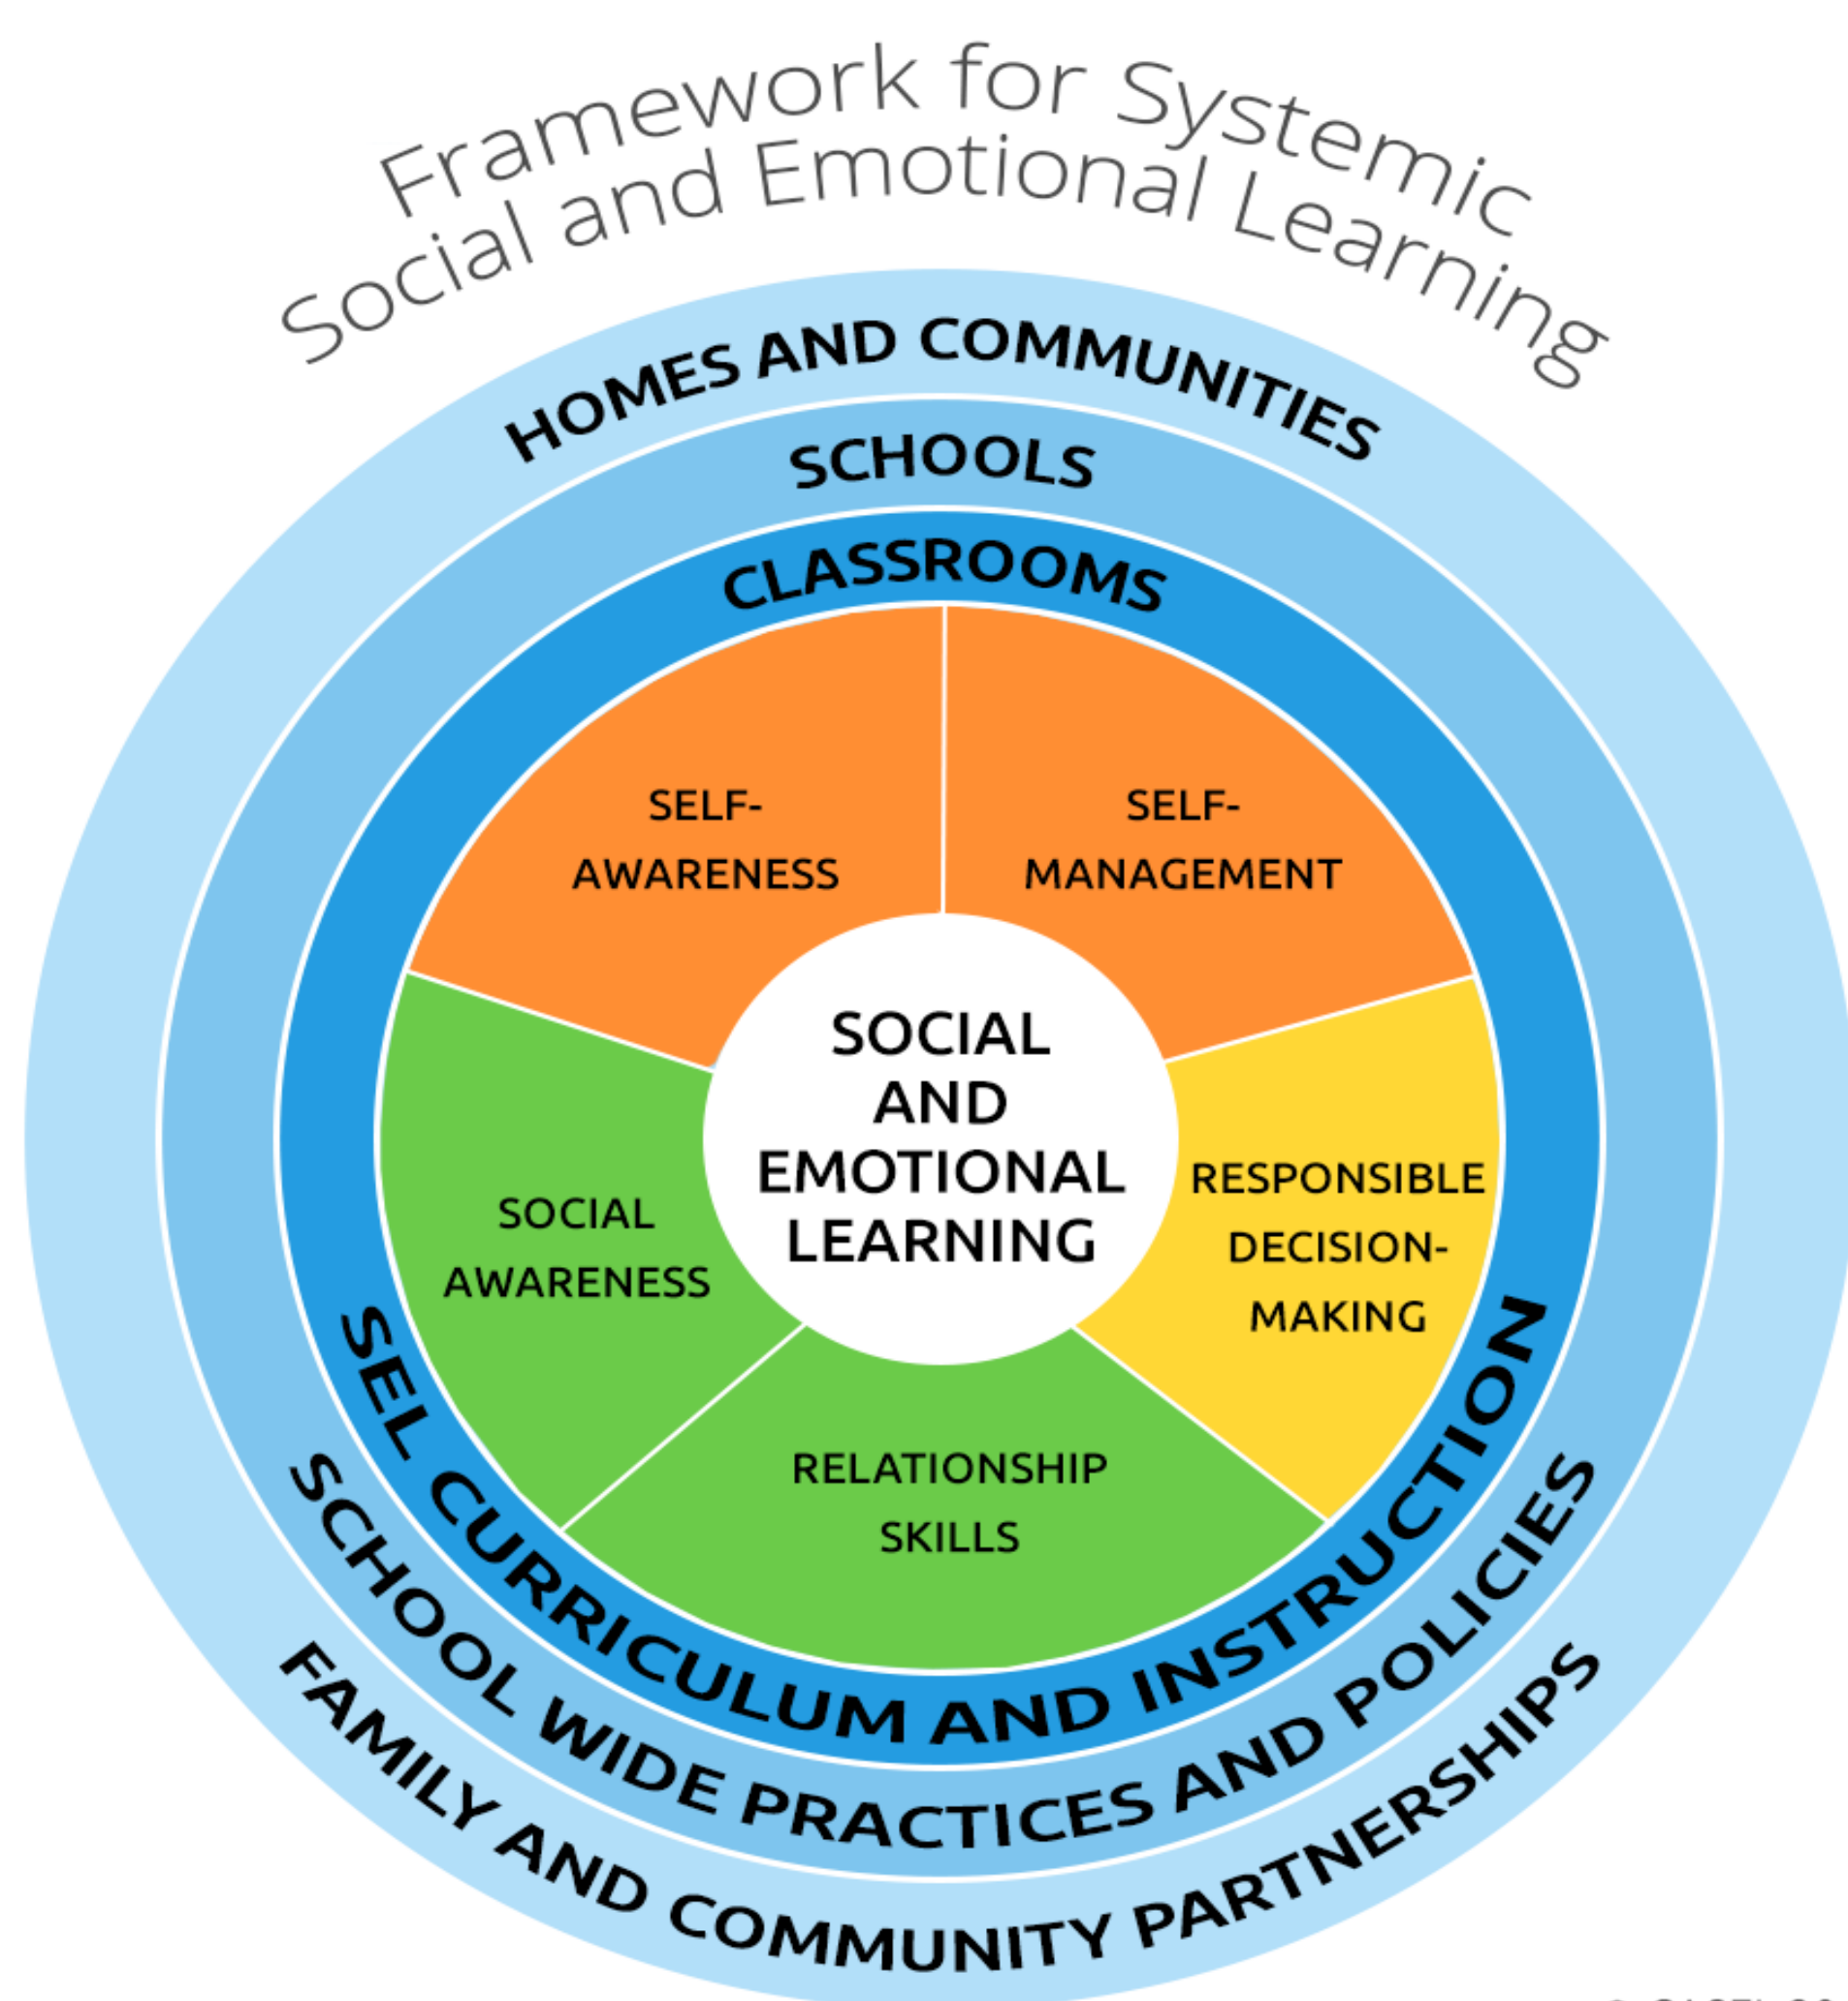 Framework for Systemic
Social and Emotional Learning
HOMES AND COMMUNITIES
SCHOOLS
CLASSROOMS
SELF-
AWARENESS
SELF-
MANAGEMENT
SOCIAL
AND
EMOTIONAL
LEARNING
SOCIAL
AWARENESS
RESPONSIBLE
DECISION-
MAKING
RELATIONSHIP
SKILLS
SEL CURRICULUM AND INSTRUCTION
SCHOOL WIDE PRACTICES AND POLICIES
FAMILY AND COMMUNITY PARTNERSHIPS